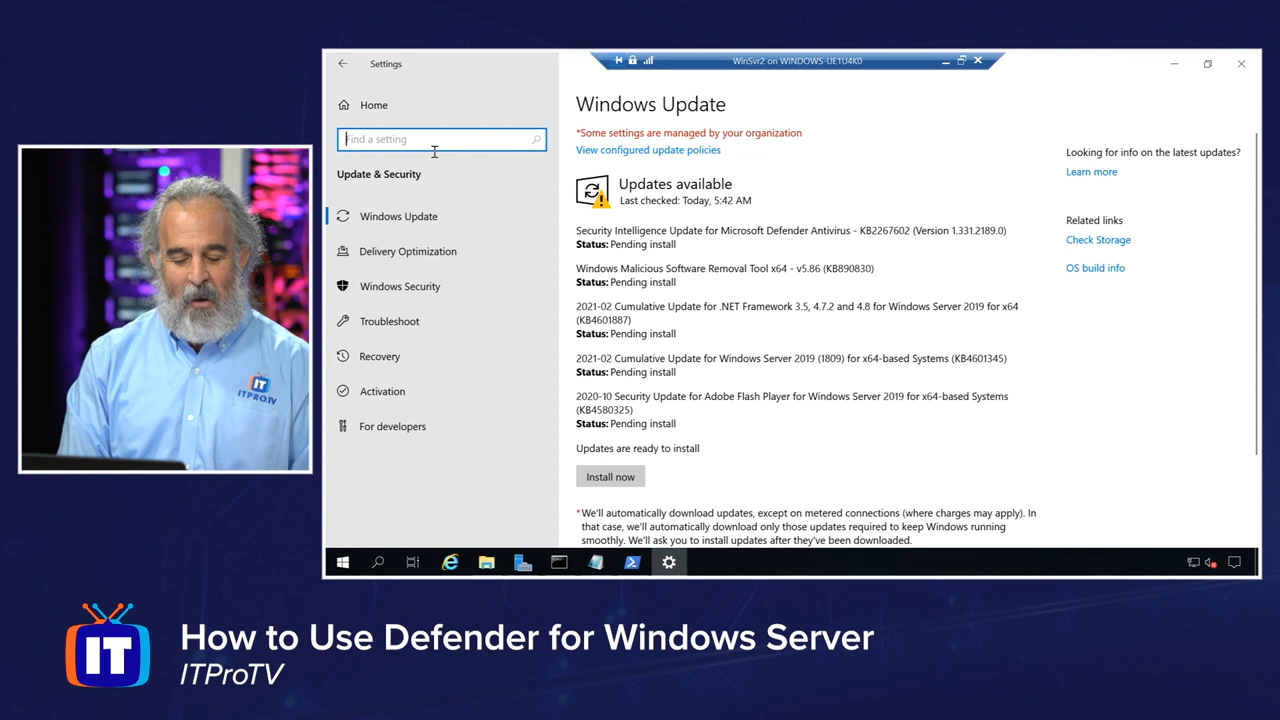 WinSvr2 on WINDOWS-UE1U4K0
Settings
Home
Find a setting
Update & Security
Windows Update
Delivery Optimization
Windows Security
Troubleshoot
Recovery
Activation
For developers
Windows Update
*Some settings are managed by your organization
View configured update policies
Updates available
Last checked: Today, 5:42 AM
Security Intelligence Update for Microsoft Defender Antivirus - KB2267602 (Version 1.331.2189.0)
Status: Pending install
Windows Malicious Software Removal Tool x64 - v5.86 (KB890830)
Status: Pending install
2021-02 Cumulative Update for .NET Framework 3.5, 4.7.2 and 4.8 for Windows Server 2019 for x64
(KB4601887)
Status: Pending install
2021-02 Cumulative Update for Windows Server 2019 (1809) for x64-based Systems (KB4601345)
Status: Pending install
2020-10 Security Update for Adobe Flash Player for Windows Server 2019 for x64-based Systems
(KB4580325)
Status: Pending install
Updates are ready to install
Install now
*We'll automatically download updates, except on metered connections (where charges may apply). In
that case, we'll automatically download only those updates required to keep Windows running
smoothly. We'll ask you to install updates after they've been downloaded.
Looking for info on the latest updates?
Learn more
Related links
Check Storage
OS build info
IT
ITPRO.TV
IT
How to Use Defender for Windows Server
ITProTV